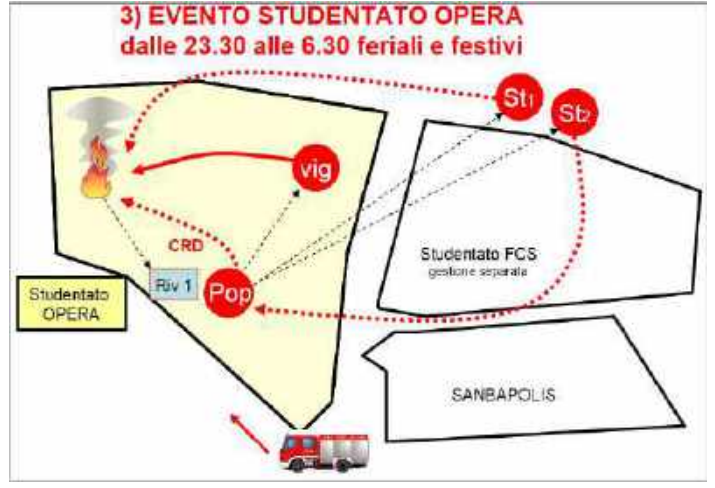 3) EVENTO STUDENTATO OPERA
dalle 23.30 alle 6.30 feriali e festivi
St1
St2
vig
CRD
Studentato FCS
gestione separata
Riv 1
Pop
Studentato
OPERA
SANBAPOLIS